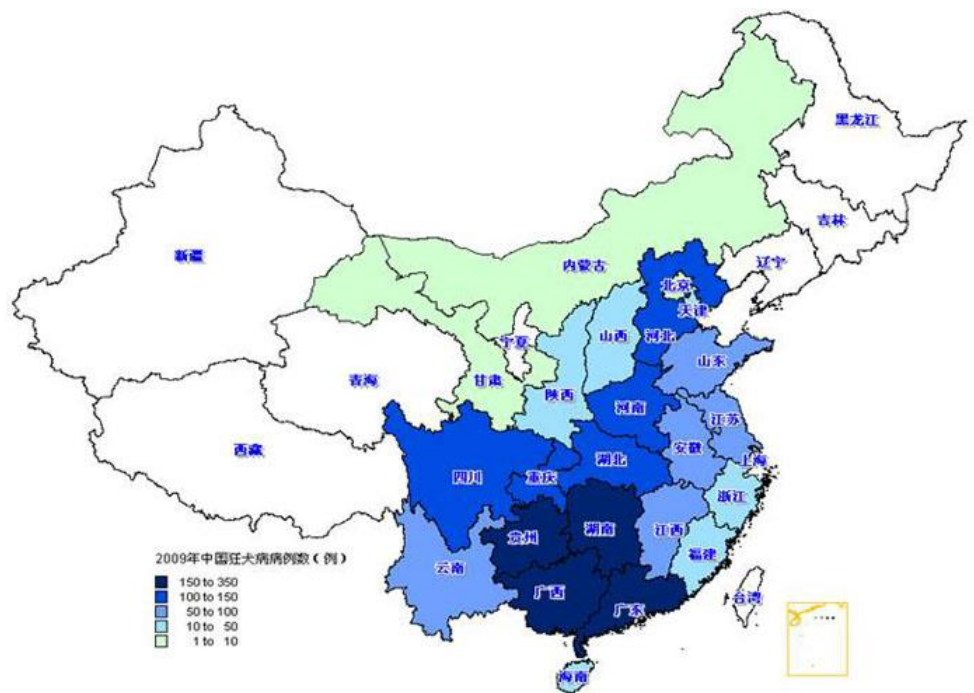 黑龙江
吉林
新疆
辽宁
内蒙古
北京
天津
宁夏
山西
河北
山东
青海
甘肃
陕西
河南
江苏
西藏
安徽
上海
四川
重庆
湖北
浙江
贵州
湖南
江西
福建
云南
广西
广东
台湾
海南
2009年中国狂犬病病例数(例)
150 to 350
100 to 150
50 to 100
10 to 50
1 to 10